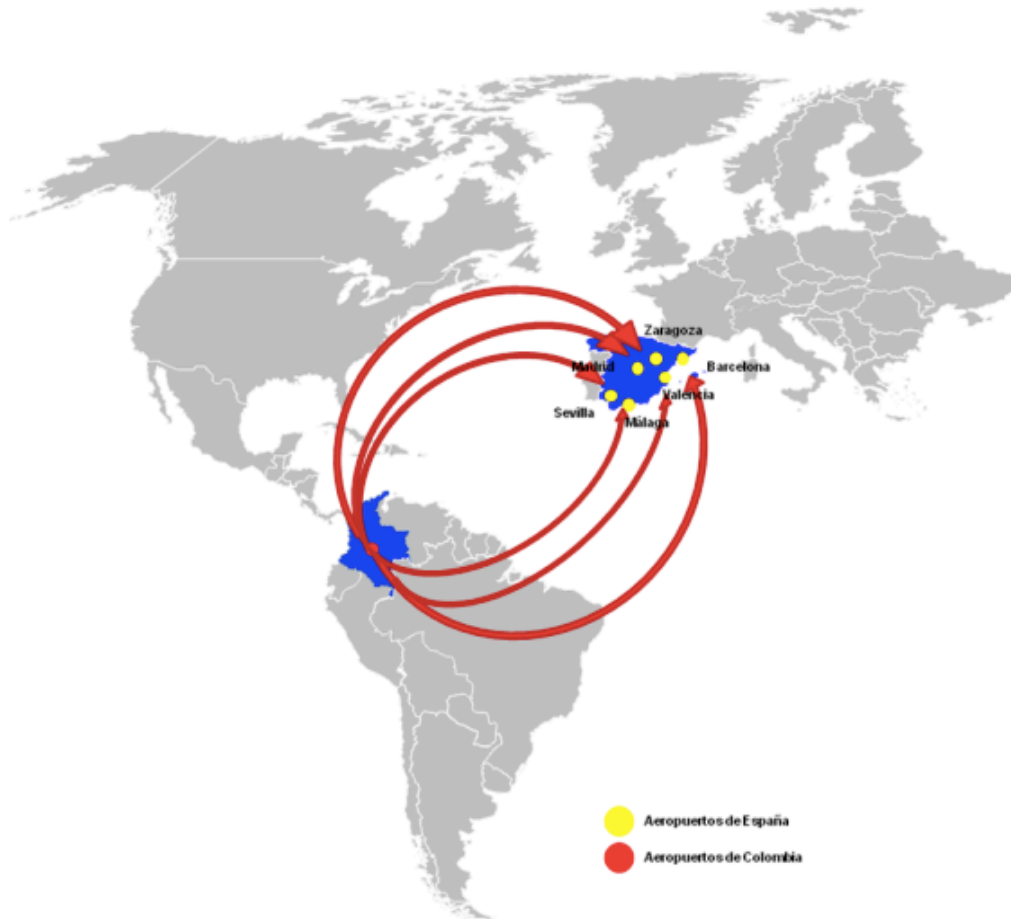 Zaragoza
Madrid
Barcelona
Valencia
Sevilla
Málaga
Aeropuertos de España
Aeropuertos de Colombia